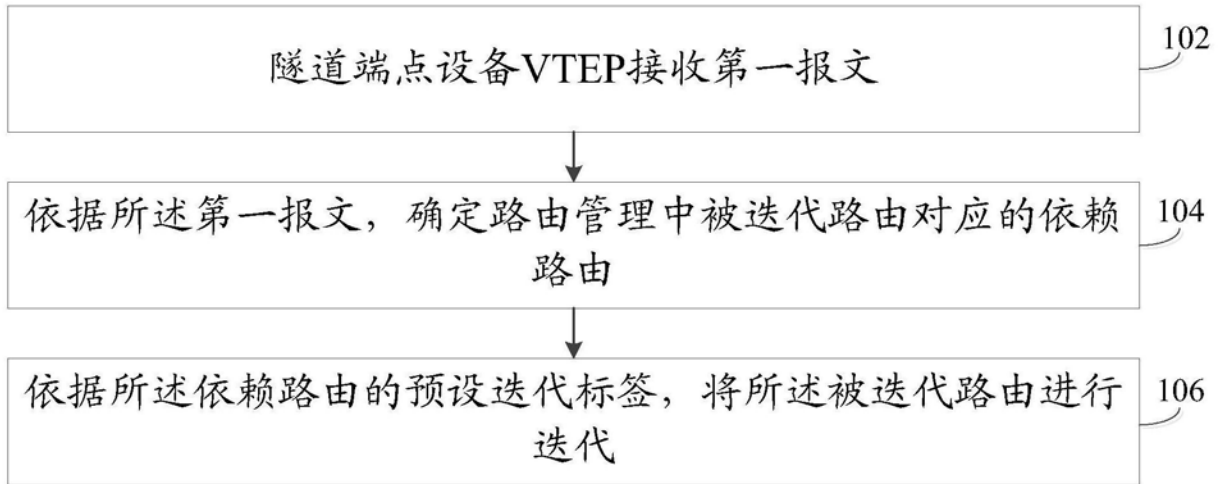 隧道端点设备VTEP接收第一报文
102
依据所述第一报文，确定路由管理中被迭代路由对应的依赖
路由
104
依据所述依赖路由的预设迭代标签，将所述被迭代路由进行
迭代
106